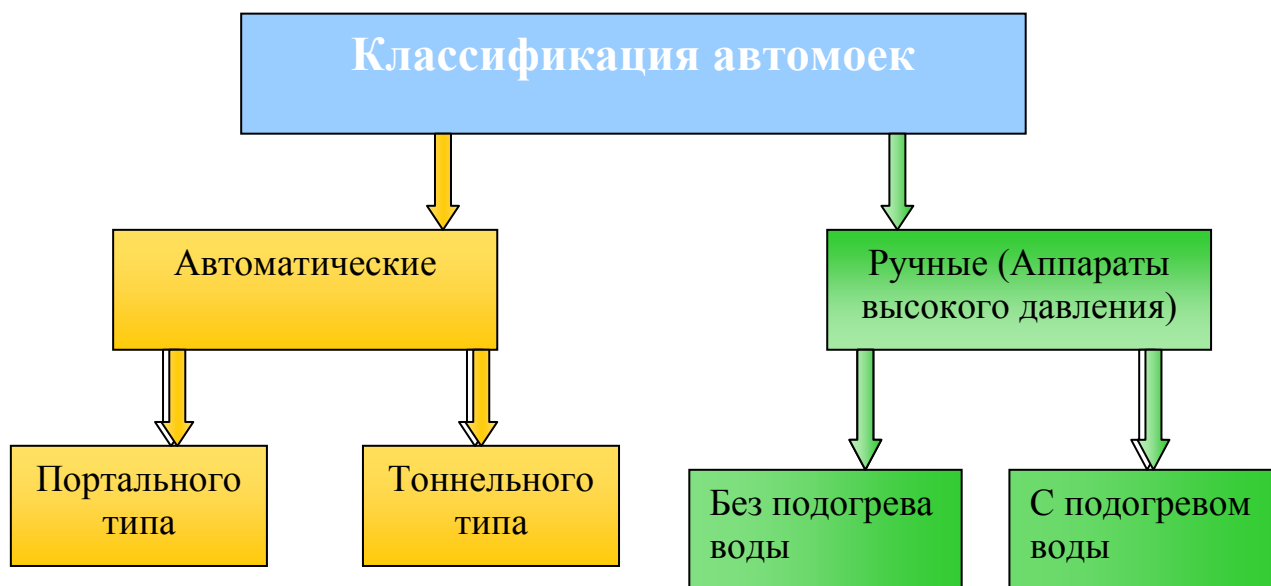 Классификация автомоек
Автоматические
Ручные (Аппараты
высокого давления)
Портального
типа
Тоннельного
типа
Без подогрева
воды
С подогревом
воды